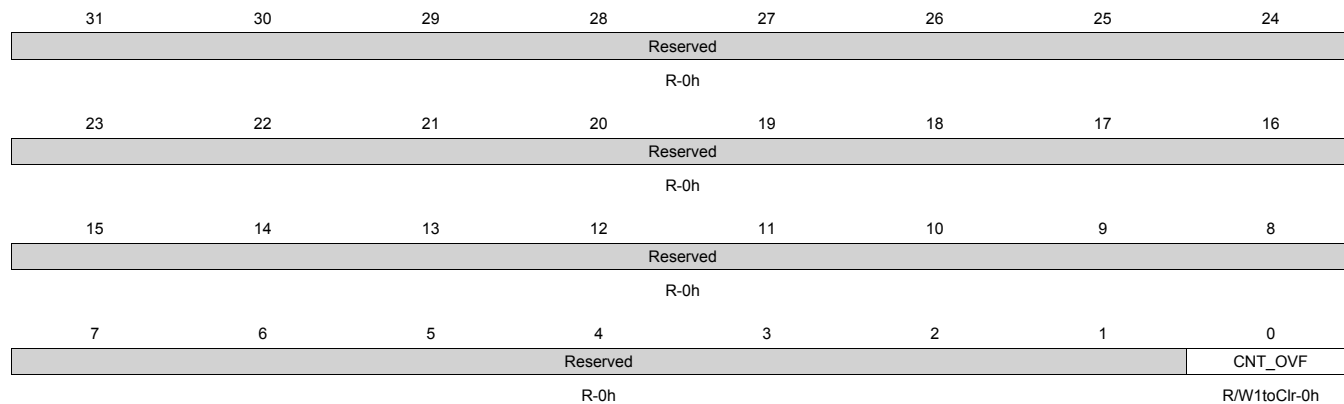 31 30 29 28 27 26 25 24
Reserved
R-0h
23 22 21 20 19 18 17 16
Reserved
R-0h
15 14 13 12 11 10 9 8
Reserved
R-0h
7 6 5 4 3 2 1 0
Reserved CNT_OVF
R-0h R/W1toClr-0h